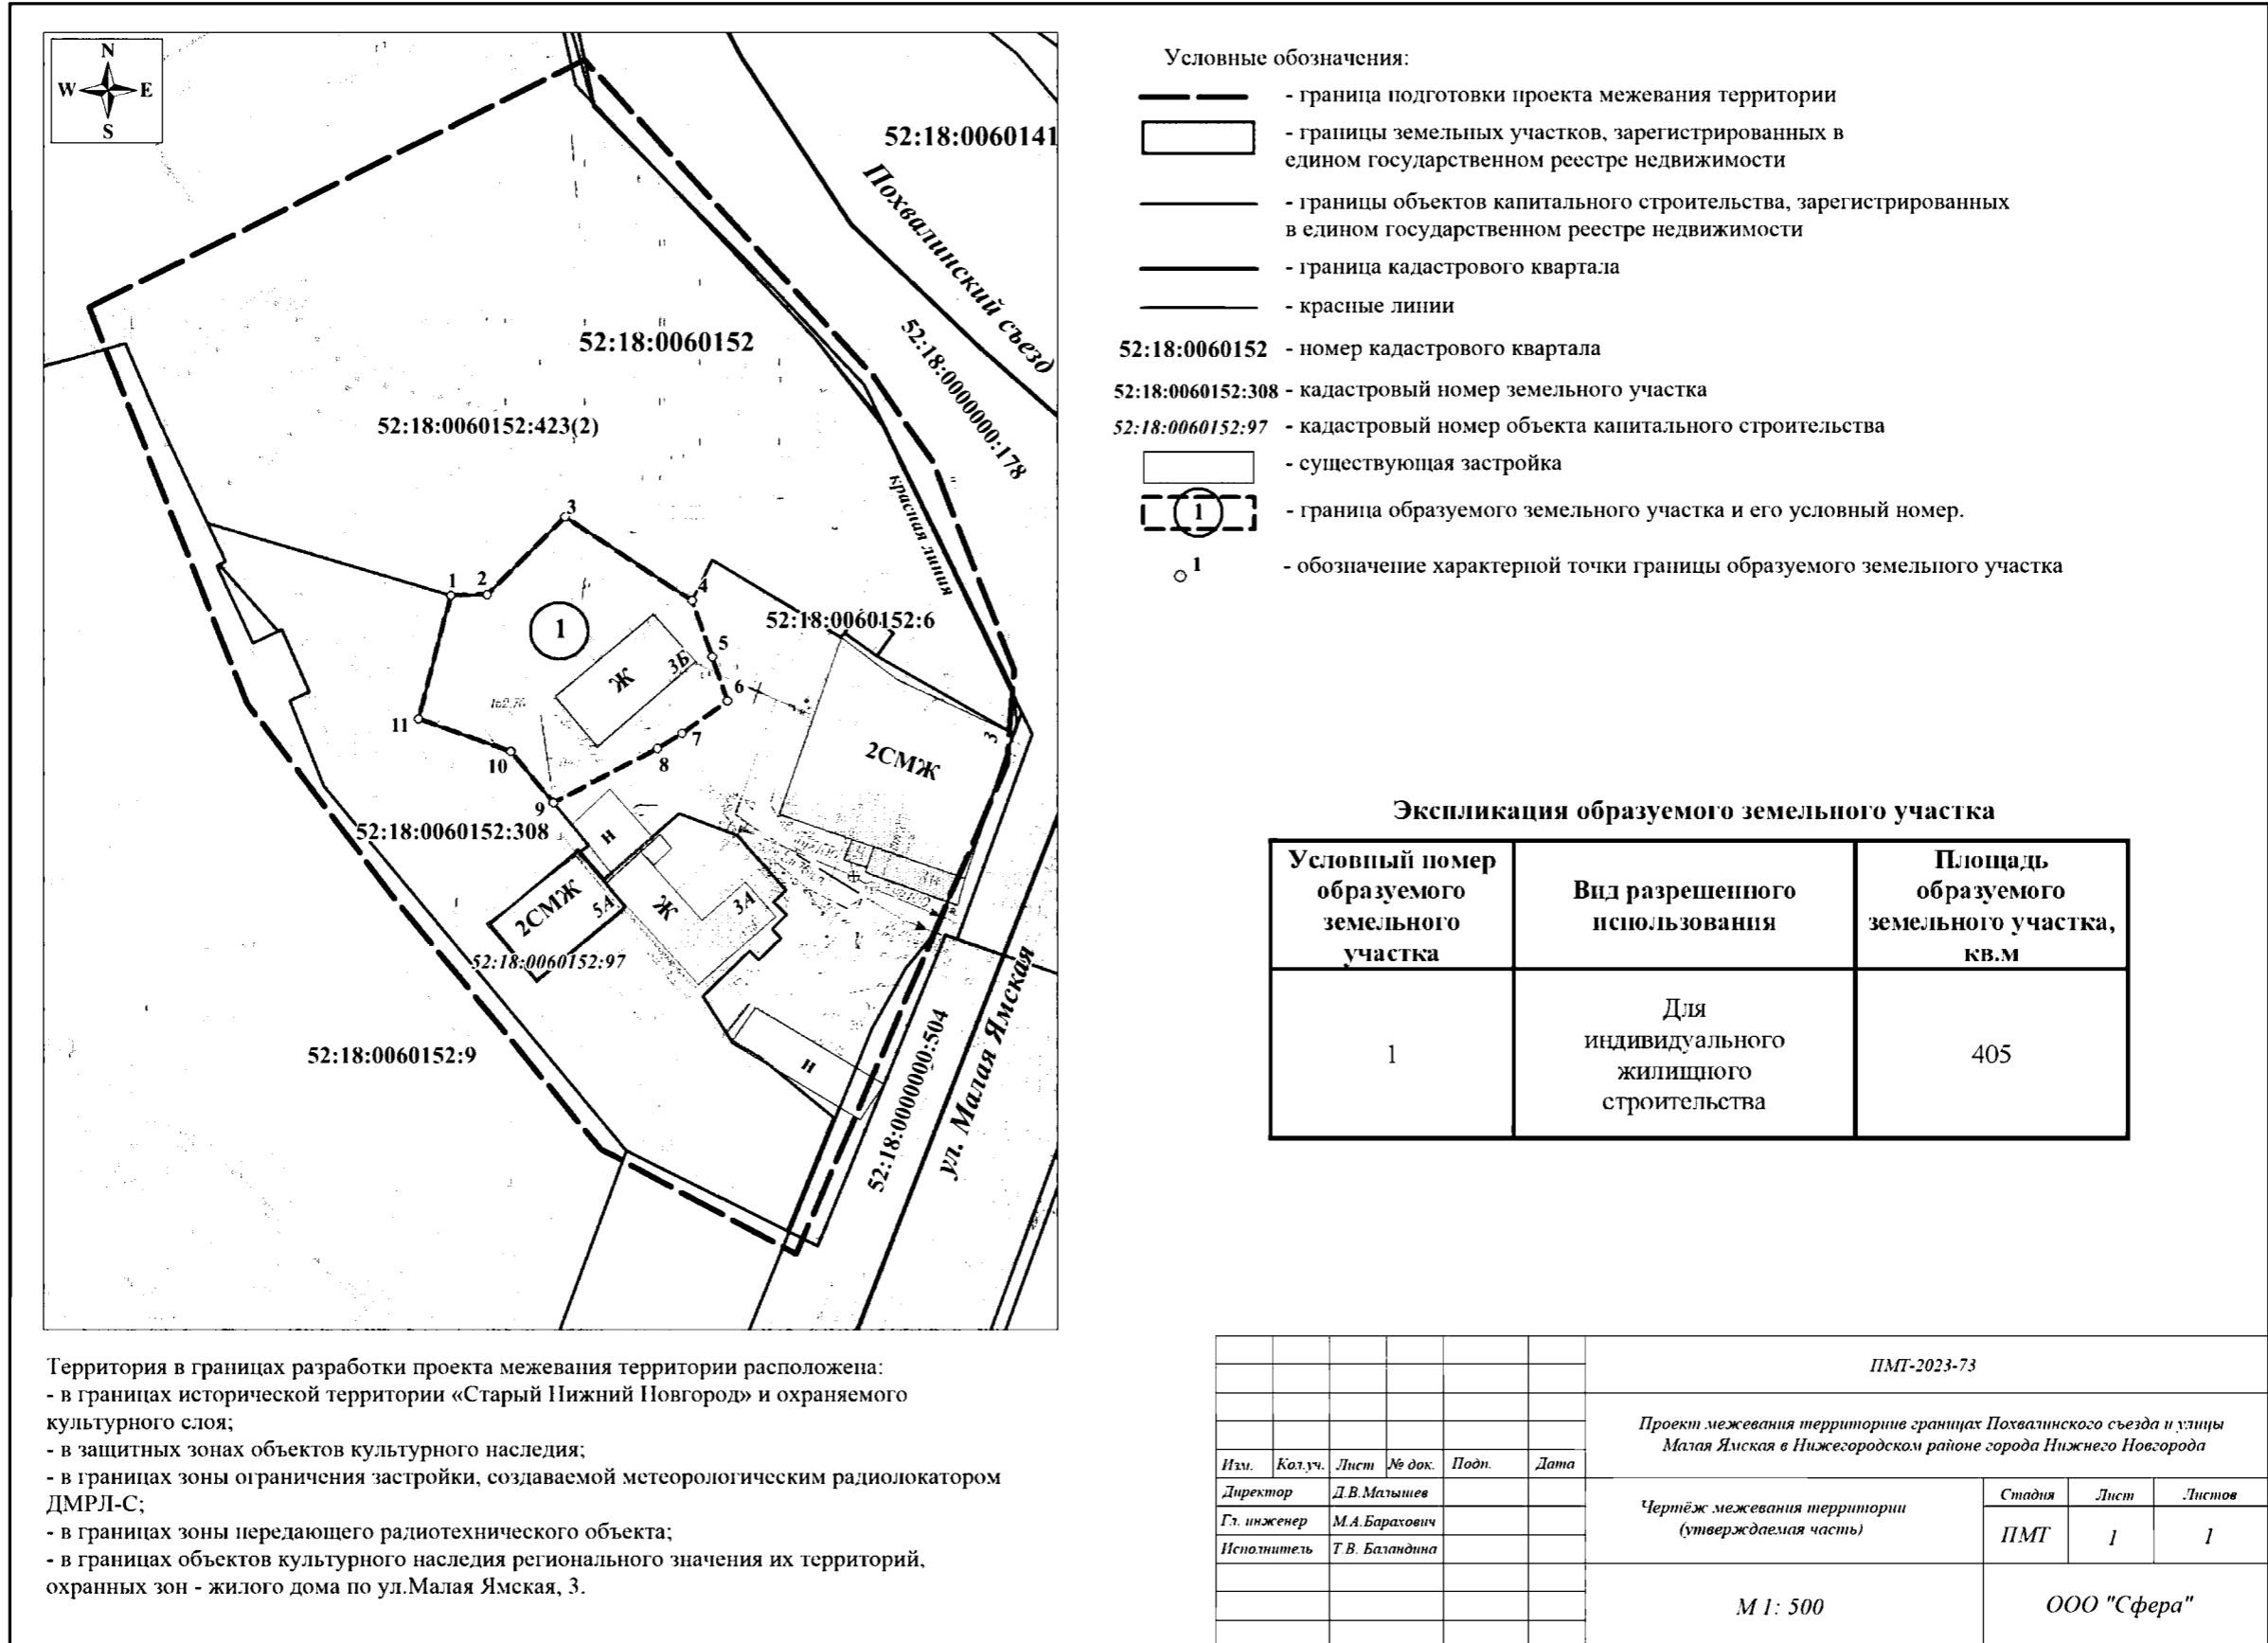 N
W E
S
52:18:0060141
Похвалинский съезд
52:18:0000000:178
52:18:0060152
52:18:0060152:423(2)
красная линия
3
1 2
4
1
52:18:0060152:6
5
Ж
3Б
6
11
7
3
10
8
2СМЖ
9
52:18:0060152:308
н
2СМЖ
5А
Ж
3А
52:18:0060152:97
52:18:0060152:9
н
52:18:0000000:504
ул. Малая Ямская
Условные обозначения:
- граница подготовки проекта межевания территории
- границы земельных участков, зарегистрированных в
едином государственном реестре недвижимости
- границы объектов капитального строительства, зарегистрированных
в едином государственном реестре недвижимости
- граница кадастрового квартала
- красные линии
52:18:0060152 - номер кадастрового квартала
52:18:0060152:308 - кадастровый номер земельного участка
52:18:0060152:97 - кадастровый номер объекта капитального строительства
- существующая застройка
1 - граница образуемого земельного участка и его условный номер.
1 - обозначение характерной точки границы образуемого земельного участка
Экспликация образуемого земельного участка
Условный номер
образуемого
земельного
участка
Вид разрешенного
использования
Площадь
образуемого
земельного участка,
кв.м
1
Для
индивидуального
жилищного
строительства
405
Территория в границах разработки проекта межевания территории расположена:
- в границах исторической территории «Старый Нижний Новгород» и охраняемого
культурного слоя;
- в защитных зонах объектов культурного наследия;
- в границах зоны ограничения застройки, создаваемой метеорологическим радиолокатором
ДМРЛ-С;
- в границах зоны передающего радиотехнического объекта;
- в границах объектов культурного наследия регионального значения их территорий,
охранных зон - жилого дома по ул.Малая Ямская, 3.
ПМТ-2023-73
Проект межевания территориив границах Похвалинского съезда и улицы
Малая Ямская в Нижегородском районе города Нижнего Новгорода
Изм. Кол.уч. Лист № док. Подп. Дата
Директор Д.В.Малышев
Гл. инженер М.А.Барахович
Исполнитель Т.В. Баландина
Чертёж межевания территории
(утверждаемая часть)
Стадия Лист Листов
ПМТ 1 1
М 1: 500
ООО "Сфера"